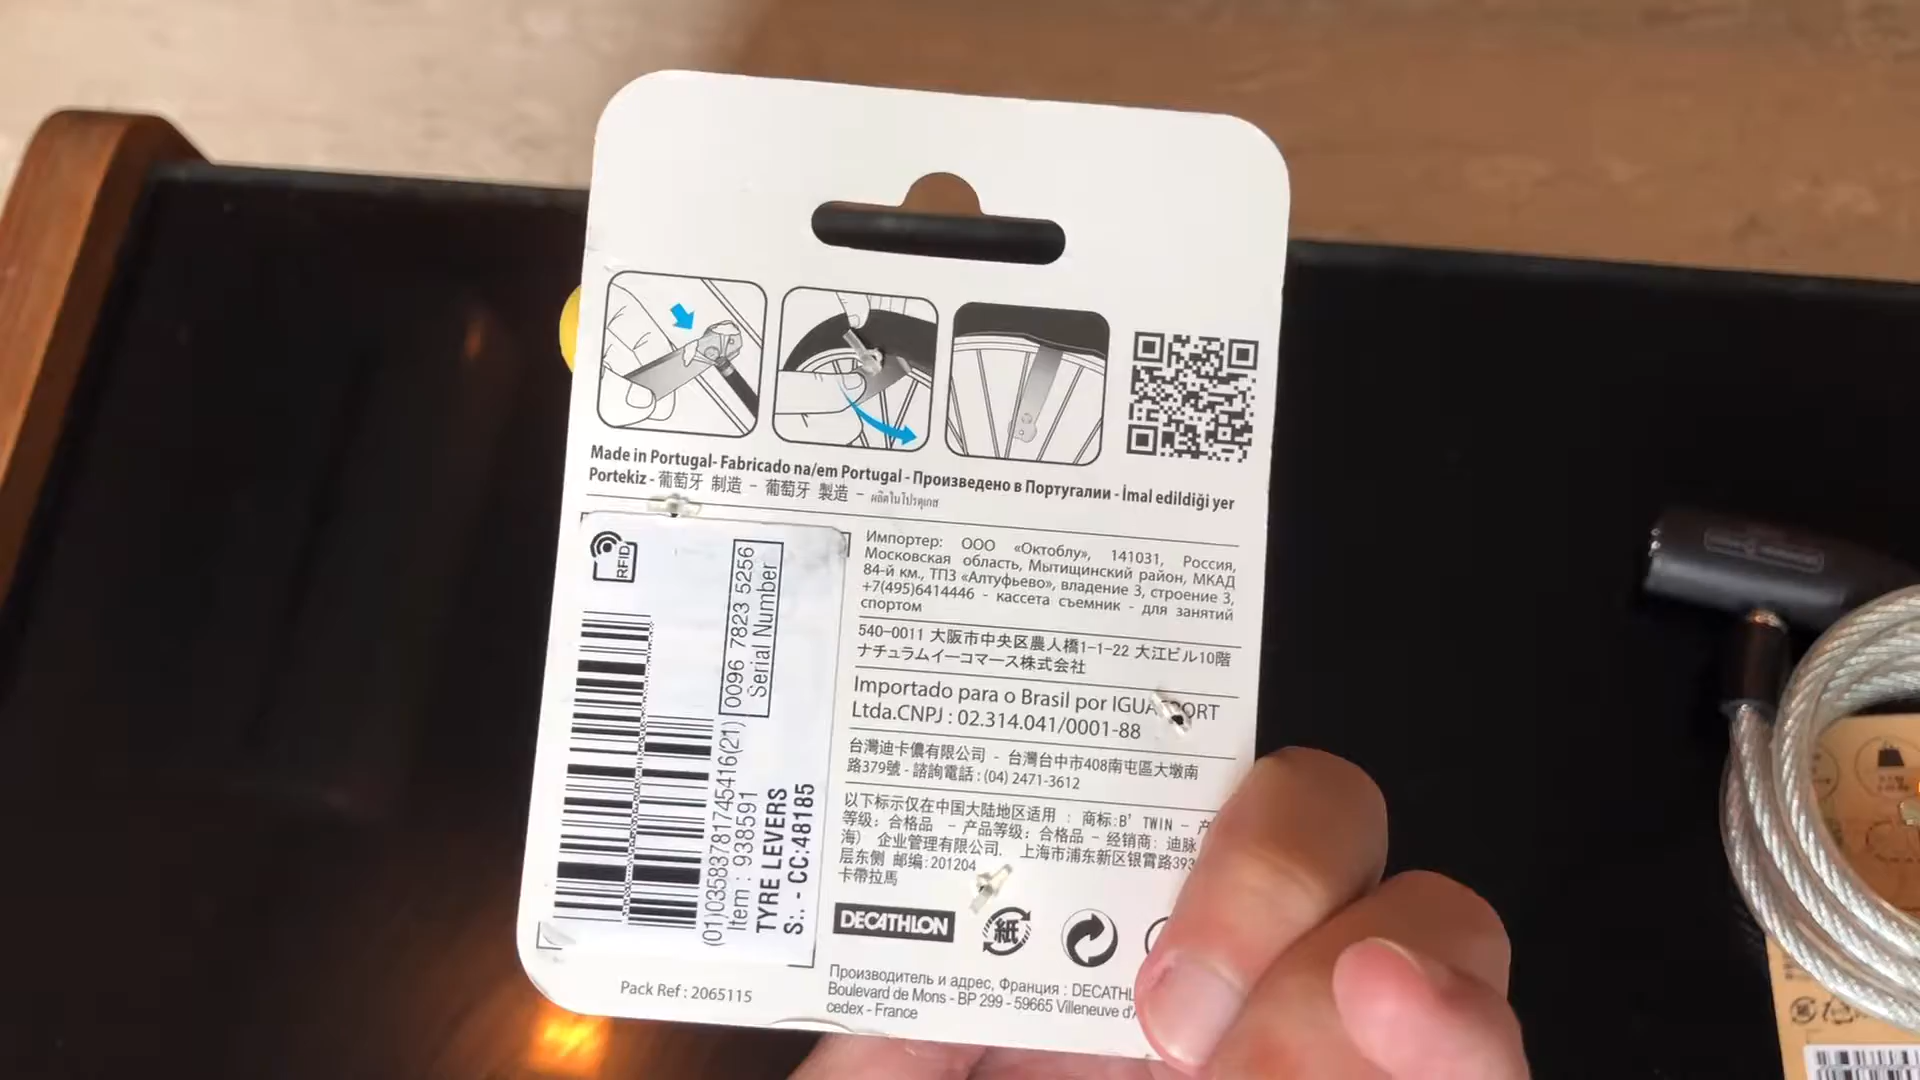 Made in Portugal- Fabricado na/em Portugal - Произведено в Португалии - İmal edildiği yer
Portekiz - 葡萄牙 制造 - 葡萄牙 製造 - ผลิตในโปรตุเกส
RFID
0096 7823 5256
Serial Number
(01)03583781745416(21)
Item : 938591
TYRE LEVERS
S:. - CC:48185
Pack Ref : 2065115
Импортер: ООО «Октоблу», 141031, Россия,
Московская область, Мытищинский район, МКАД
84-й км., ТПЗ «Алтуфьево», владение 3, строение 3,
+7(495)6414446 - кассета съемник - для занятий
спортом
540-0011 大阪市中央区農人橋1-1-22 大江ビル10階
ナチュラムイーコマース株式会社
Importado para o Brasil por
Ltda.CNPJ : 02.314.041/0001-88
台灣迪卡儂有限公司 - 台灣台中市408南屯區大墩南
路379號 - 諮詢電話 : (04) 2471-3612
以下标示仅在中国大陆地区适用 : 商标:B' TWIN -
等级: 合格品 - 产品等级: 合格品 - 经销商: 迪脉
海) 企业管理有限公司, 上海市浦东新区银霄路393
层东侧 邮编:201204
卡帶拉馬
DECATHLON
紙
Производитель и адрес, Франция :
Boulevard de Mons - BP 299 - 59665 Villeneuve
cedex - France